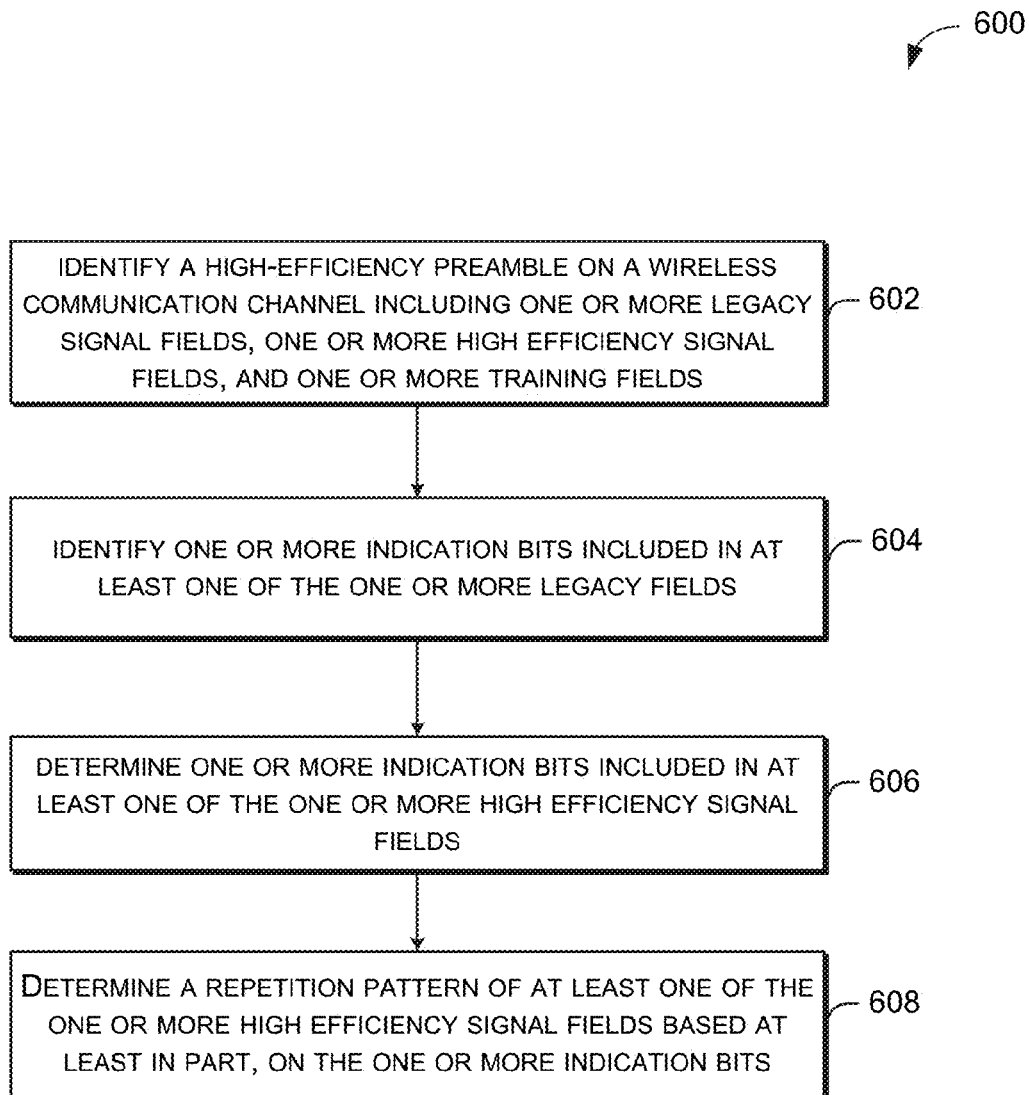 600
IDENTIFY A HIGH-EFFICIENCY PREAMBLE ON A WIRELESS
COMMUNICATION CHANNEL INCLUDING ONE OR MORE LEGACY
SIGNAL FIELDS, ONE OR MORE HIGH EFFICIENCY SIGNAL
FIELDS, AND ONE OR MORE TRAINING FIELDS
602
IDENTIFY ONE OR MORE INDICATION BITS INCLUDED IN AT
LEAST ONE OF THE ONE OR MORE LEGACY FIELDS
604
DETERMINE ONE OR MORE INDICATION BITS INCLUDED IN AT
LEAST ONE OF THE ONE OR MORE HIGH EFFICIENCY SIGNAL
FIELDS
606
DETERMINE A REPETITION PATTERN OF AT LEAST ONE OF THE
ONE OR MORE HIGH EFFICIENCY SIGNAL FIELDS BASED AT
LEAST IN PART, ON THE ONE OR MORE INDICATION BITS
608